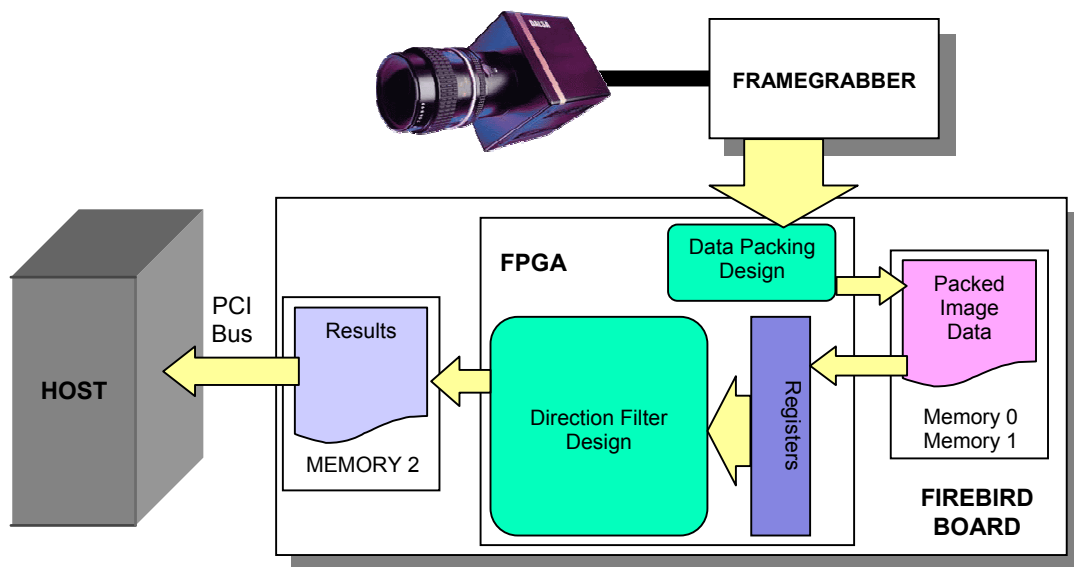 DALSA
FRAMEGRABBER
Data Packing
Design
FPGA
Packed
Image
Data
PCI
Bus
Results
HOST
Direction Filter
Design
Registers
Memory 0
Memory 1
MEMORY 2
FIREBIRD
BOARD